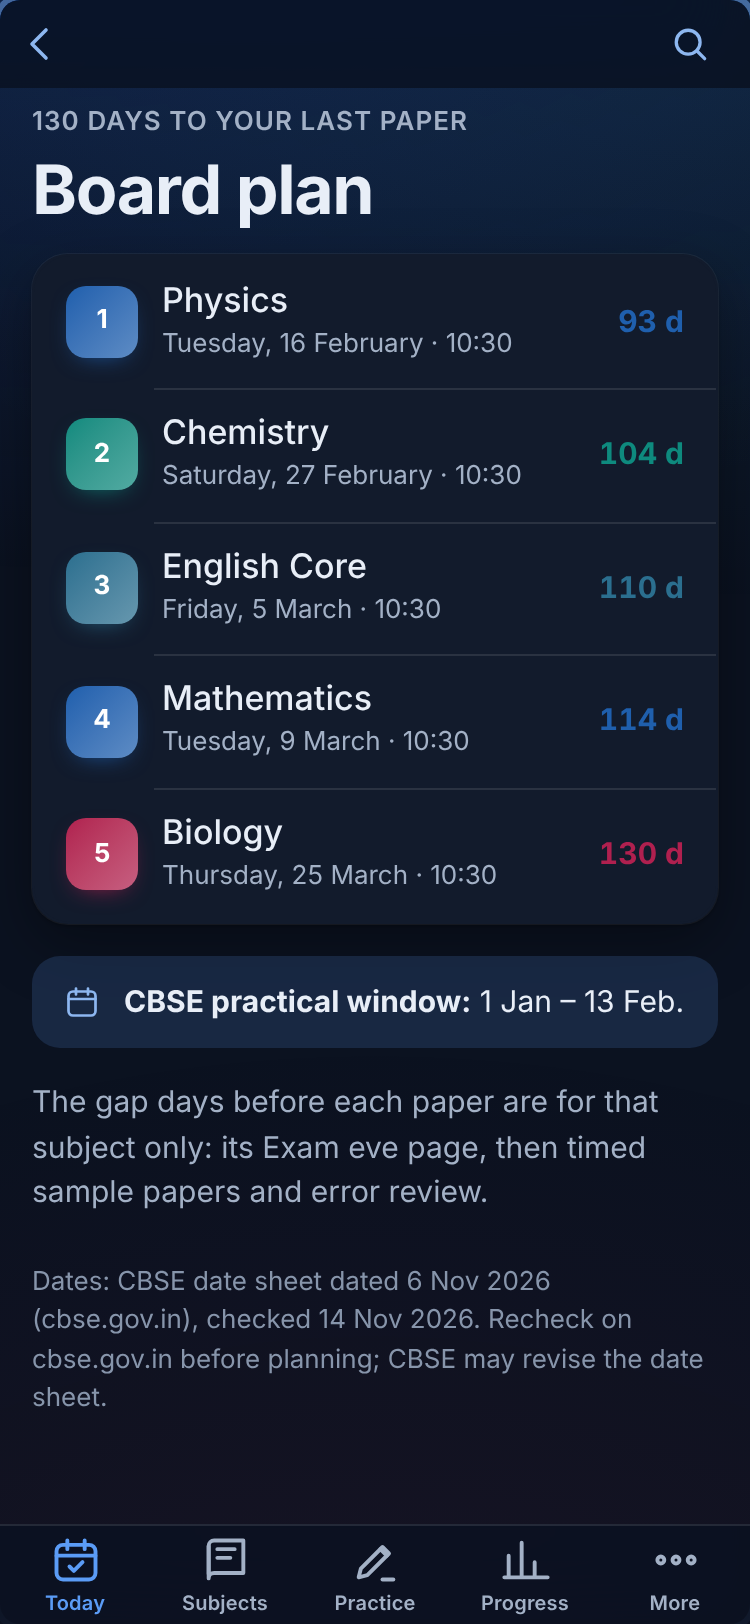 130 DAYS TO YOUR LAST PAPER
Board plan
1
Physics
Tuesday, 16 February · 10:30
93 d
2
Chemistry
Saturday, 27 February · 10:30
104 d
3
English Core
Friday, 5 March · 10:30
110 d
4
Mathematics
Tuesday, 9 March · 10:30
114 d
5
Biology
Thursday, 25 March · 10:30
130 d
CBSE practical window: 1 Jan – 13 Feb.
The gap days before each paper are for that
subject only: its Exam eve page, then timed
sample papers and error review.
Dates: CBSE date sheet dated 6 Nov 2026
(cbse.gov.in), checked 14 Nov 2026. Recheck on
cbse.gov.in before planning; CBSE may revise the date
sheet.
Today
Subjects
Practice
Progress
More